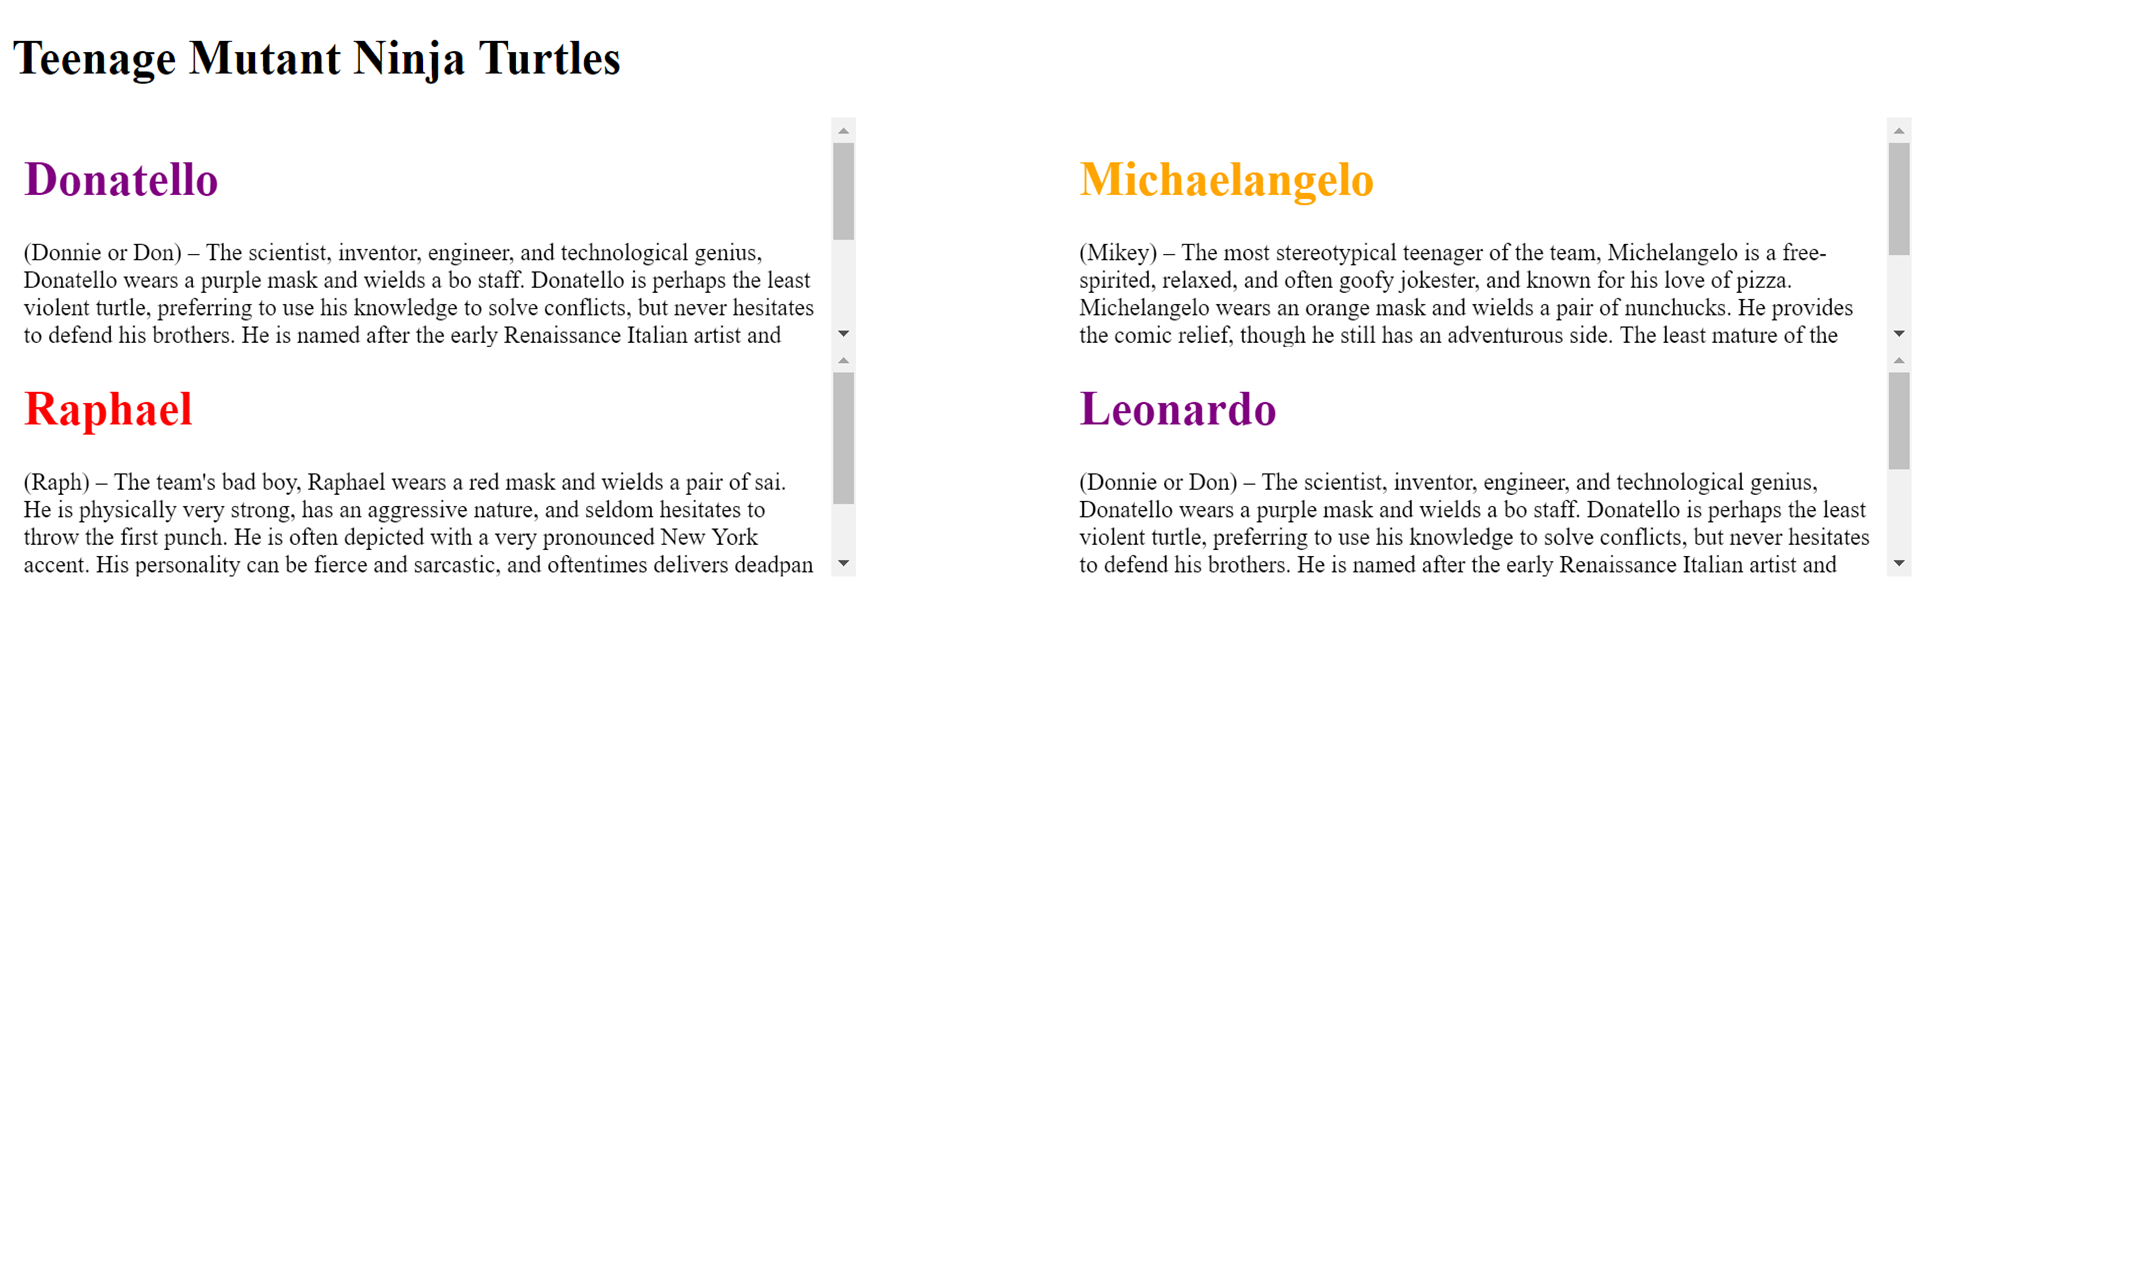 Teenage Mutant Ninja Turtles
Donatello
(Donnie or Don) – The scientist, inventor, engineer, and technological genius,
Donatello wears a purple mask and wields a bo staff. Donatello is perhaps the least
violent turtle, preferring to use his knowledge to solve conflicts, but never hesitates
to defend his brothers. He is named after the early Renaissance Italian artist and
Michaelangelo
(Mikey) – The most stereotypical teenager of the team, Michelangelo is a free-
spirited, relaxed, and often goofy jokester, and known for his love of pizza.
Michelangelo wears an orange mask and wields a pair of nunchucks. He provides
the comic relief, though he still has an adventurous side. The least mature of the
Raphael
(Raph) – The team's bad boy, Raphael wears a red mask and wields a pair of sai.
He is physically very strong, has an aggressive nature, and seldom hesitates to
throw the first punch. He is often depicted with a very pronounced New York
accent. His personality can be fierce and sarcastic, and oftentimes delivers deadpan
Leonardo
(Donnie or Don) – The scientist, inventor, engineer, and technological genius,
Donatello wears a purple mask and wields a bo staff. Donatello is perhaps the least
violent turtle, preferring to use his knowledge to solve conflicts, but never hesitates
to defend his brothers. He is named after the early Renaissance Italian artist and